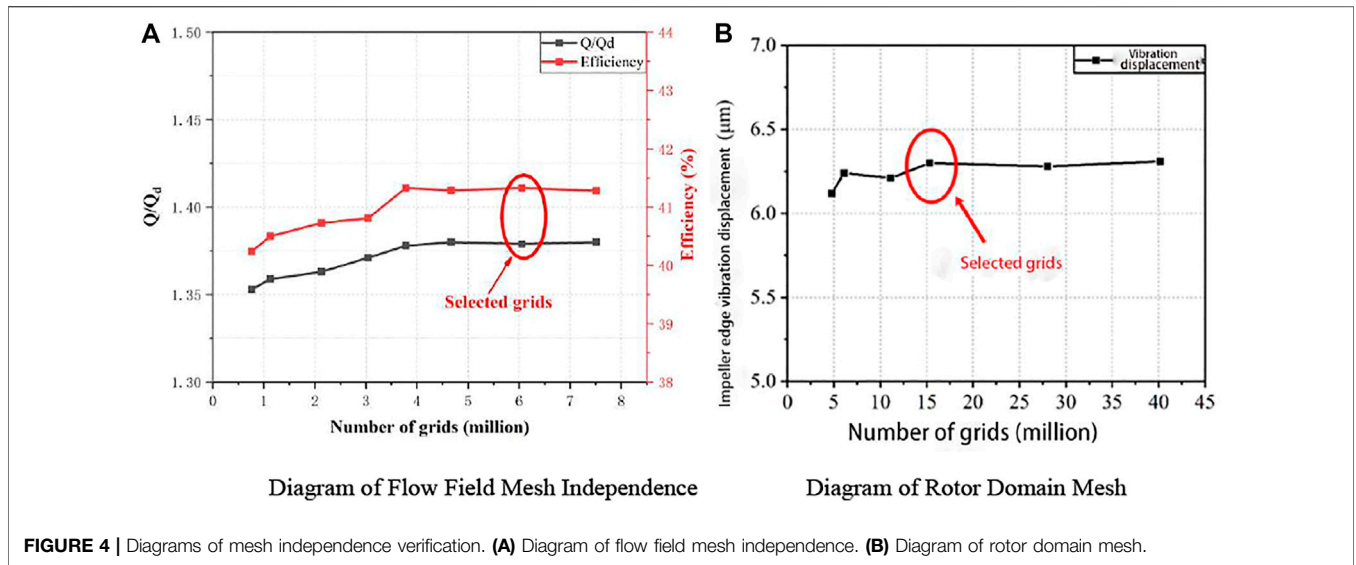 A
Q/Qd
Efficiency
1.50
1.45
1.40
1.35
1.30
Q/Qd
44
43
42
41
40
39
38
Efficiency (%)
Selected grids
0 1 2 3 4 5 6 7 8
Number of grids (million)
Diagram of Flow Field Mesh Independence
B
Vibration
displacement
7.0
6.5
6.0
5.5
5.0
Impeller edge vibration displacement (μm)
Selected grids
0 5 10 15 20 25 30 35 40 45
Number of grids (million)
Diagram of Rotor Domain Mesh
FIGURE 4 | Diagrams of mesh independence verification. (A) Diagram of flow field mesh independence. (B) Diagram of rotor domain mesh.